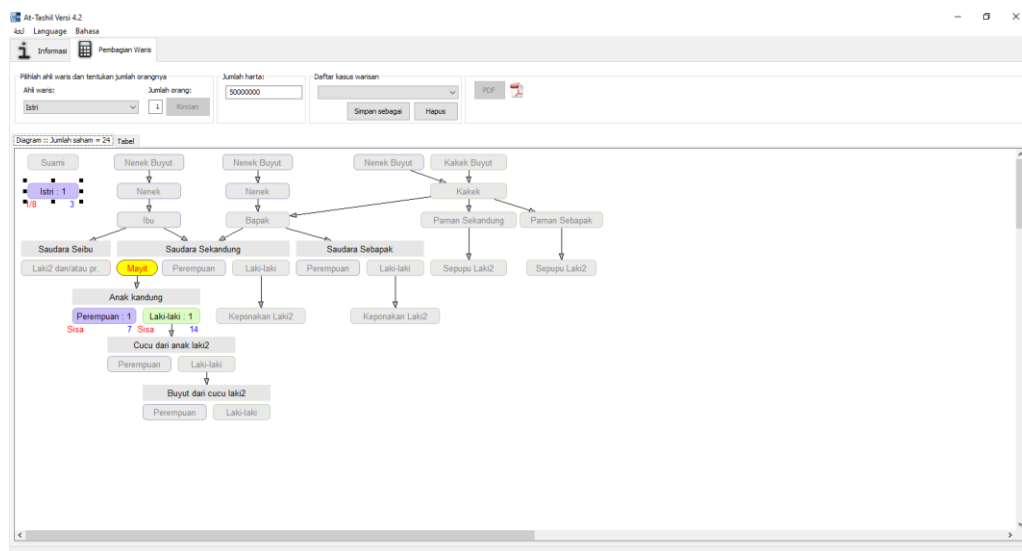 At-Tashil Versi 4.2
لغة Language Bahasa
Informasi Pembagian Waris
Pilihlah ahli waris dan tentukan jumlah orangnya
Ahli waris: Jumlah orang:
Istri 1 Rincian
Jumlah harta:
50000000
Daftar kasus warisan
Simpan sebagai Hapus
PDF
Diagram :: Jumlah saham = 24 Tabel
Suami Nenek Buyut Nenek Buyut Nenek Buyut Kakek Buyut
Istri : 1 Nenek Nenek Kakek
1/8 3
Ibu Bapak Paman Sekandung Paman Sebapak
Saudara Seibu Saudara Sekandung Saudara Sebapak
Laki2 dan/atau pr. Mayit Perempuan Laki-laki Perempuan Laki-laki Sepupu Laki2 Sepupu Laki2
Anak kandung
Perempuan : 1 Laki-laki : 1 Keponakan Laki2 Keponakan Laki2
Sisa 7 Sisa 14
Cucu dari anak laki2
Perempuan Laki-laki
Buyut dari cucu laki2
Perempuan Laki-laki